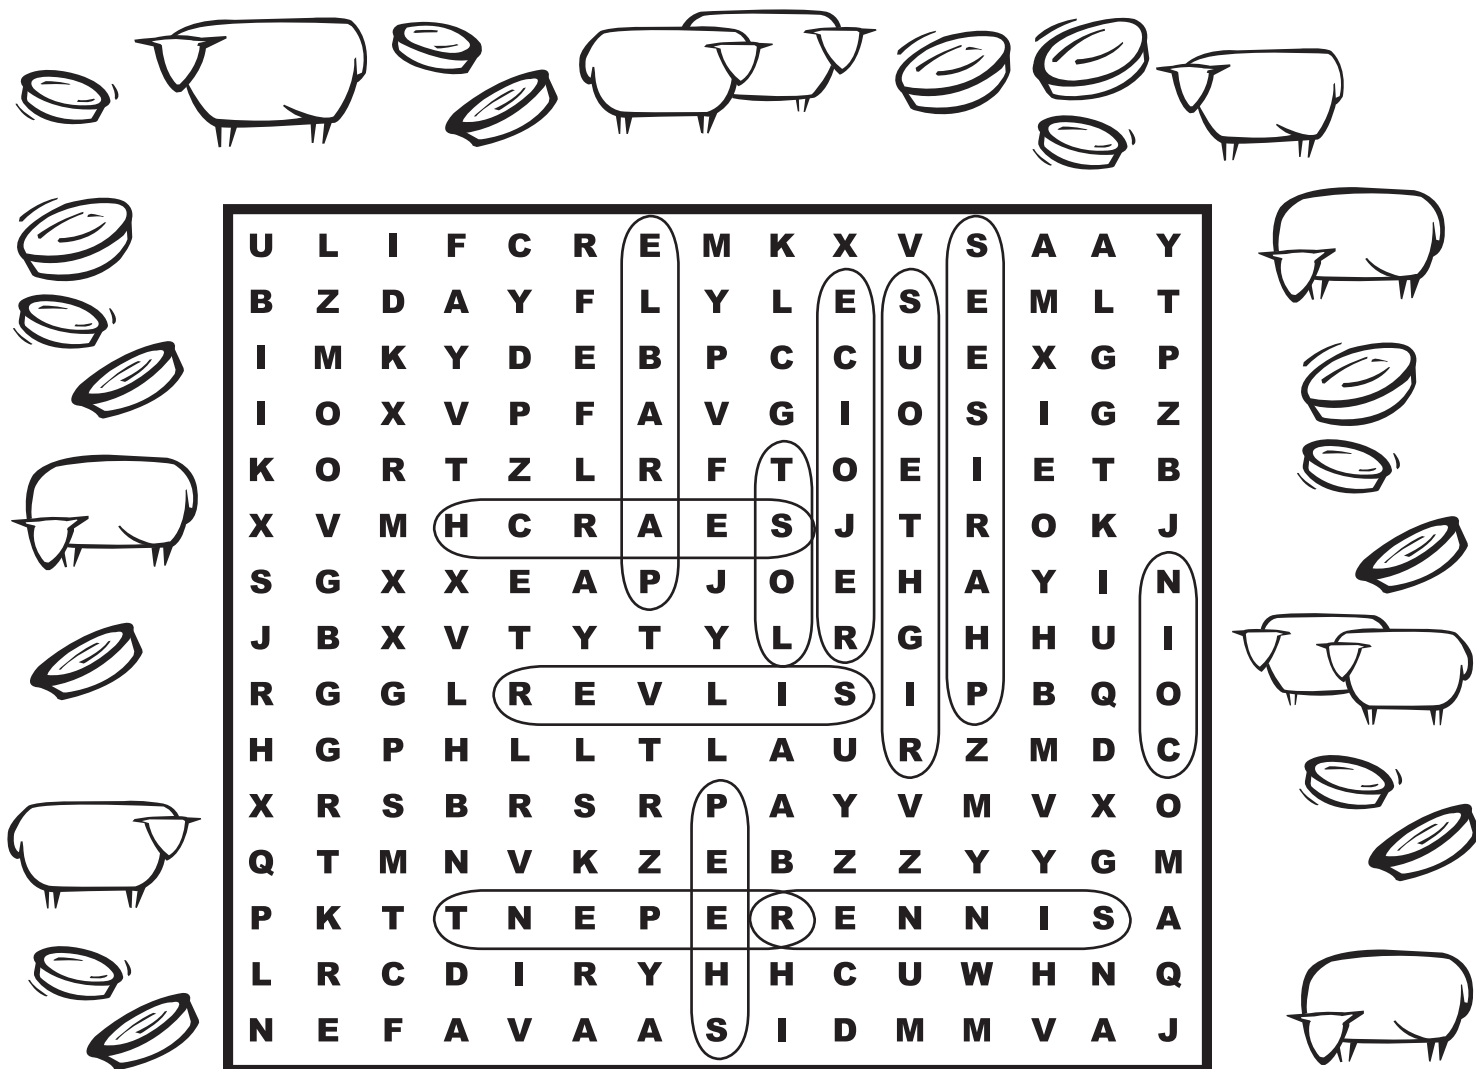 U L I F C R E M K X V S A A Y
B Z D A Y F L Y L E S E M L T
I M K Y D E B P C C U E X G P
I O X V P F A V G I O S I G Z
K O R T Z L R F T O E I E T B
X V M H C R A E S J T R O K J
S G X X E A P J O E H A Y I N
J B X V T Y T Y L R G H H U I
R G G L R E V L I S I P B Q O
H G P H L L T L A U R Z M D C
X R S B R S R P A Y V M V X O
Q T M N V K Z E B Z Z Y Y G M
P K T T N E P E R E N N I S A
L R C D I R Y H H C U W H N Q
N E F A V A A S I D M M V A J